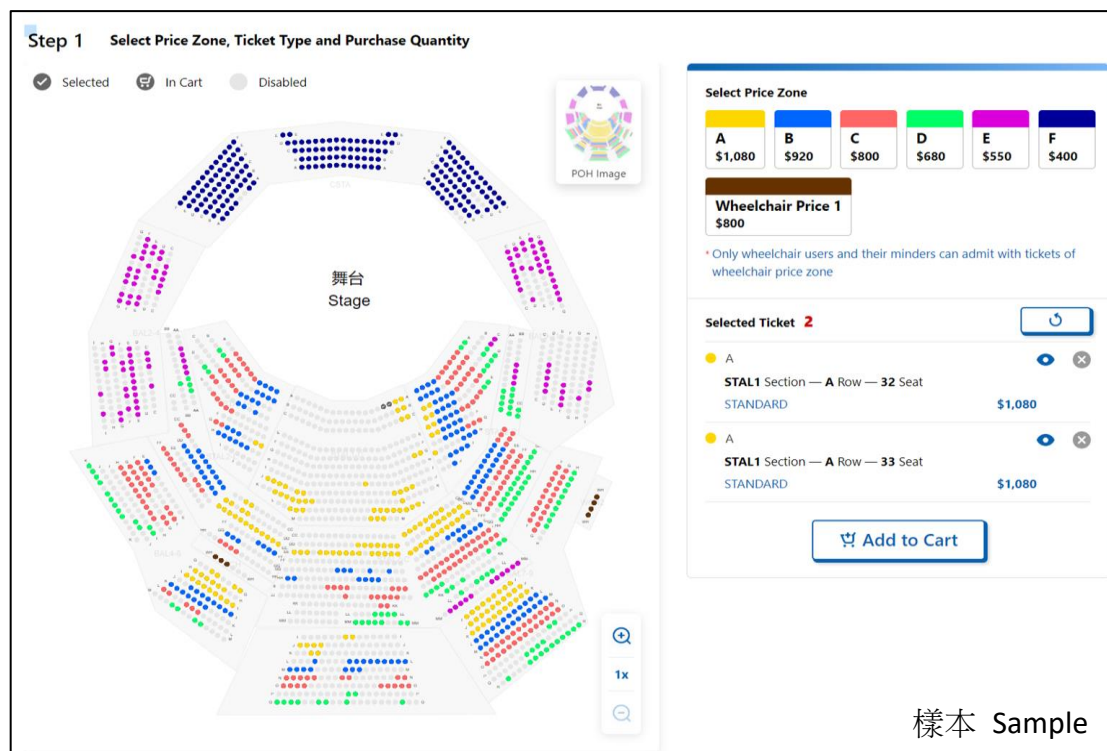 Step 1 Select Price Zone, Ticket Type and Purchase Quantity
Selected In Cart Disabled
POH Image
舞台
Stage
1x
Select Price Zone
A B C D E F
$1,080 $920 $800 $680 $550 $400
Wheelchair Price 1
$800
* Only wheelchair users and their minders can admit with tickets of
wheelchair price zone
Selected Ticket 2
A
STAL1 Section — A Row — 32 Seat
STANDARD $1,080
A
STAL1 Section — A Row — 33 Seat
STANDARD $1,080
Add to Cart
樣本 Sample